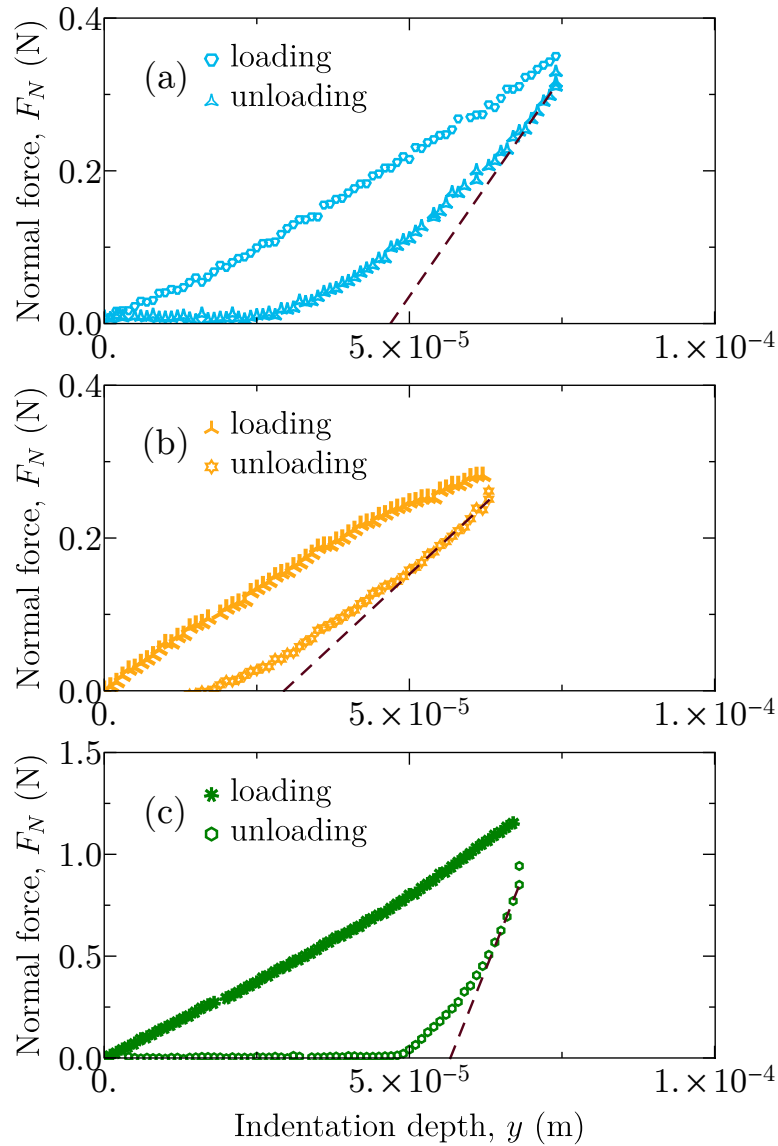 0.4
(a)
loading
unloading
0.2
Normal force, F_N (N)
0.0
0.
5.×10⁻⁵
1.×10⁻⁴
0.4
(b)
loading
unloading
0.2
Normal force, F_N (N)
0.0
0.
5.×10⁻⁵
1.×10⁻⁴
1.5
(c)
loading
unloading
1.0
0.5
Normal force, F_N (N)
0.0
0.
5.×10⁻⁵
1.×10⁻⁴
Indentation depth, y (m)